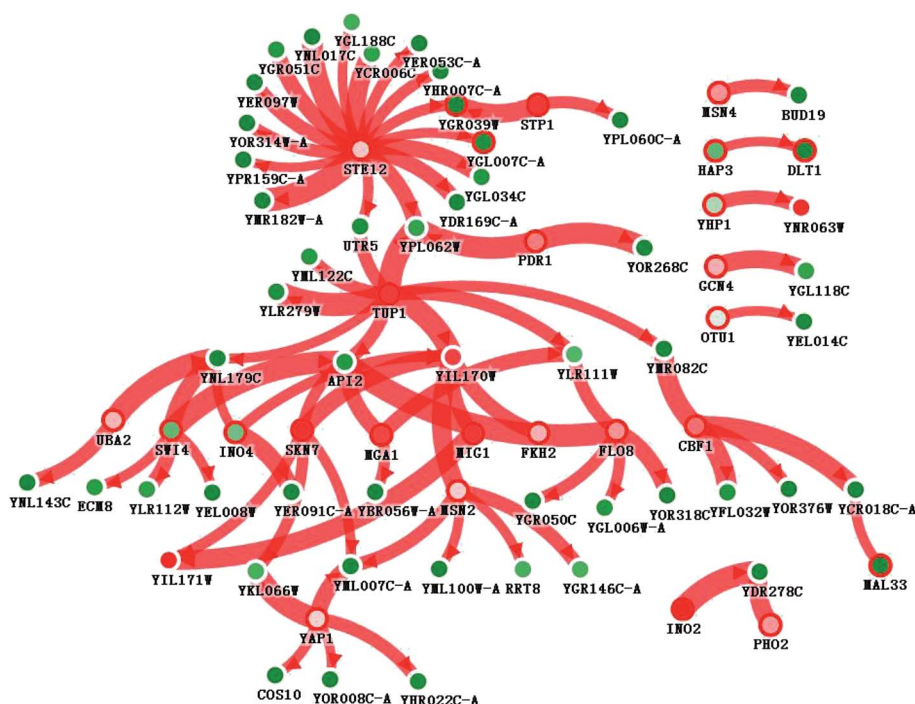 YGL188C
YNL017C
YER053C-A
YGR051C
YCR006C
YHR007C-A
YER097W
YGR039W
STP1
YOR314W-A
YPL060C-A
STE12
YGL007C-A
YPR159C-A
YGL034C
YMR182W-A
YDR169C-A
UTR5
YPL062W
PDR1
YOR268C
YML122C
YLR279W
TUP1
MSN4
BUD19
HAP3
DLT1
YHP1
YNR063W
GCN4
YGL118C
OTU1
YEL014C
YNL179C
API2
YIL170W
YLR111W
YMR082C
UBA2
SWI4
INO4
SKN7
MGA1
MIG1
FKH2
FLO8
CBF1
YNL143C
ECM8
YLR112W
YEL008W
YER091C-A
YBR056W-A
MSN2
YGR050C
YGL006W-A
YOR318C
YFL032W
YOR376W
YCR018C-A
YIL171W
YKL066W
YML007C-A
YML100W-A
RRT8
YGR146C-A
YDR278C
MAL33
INO2
PHO2
YAP1
COS10
YOR008C-A
YHR022C-A